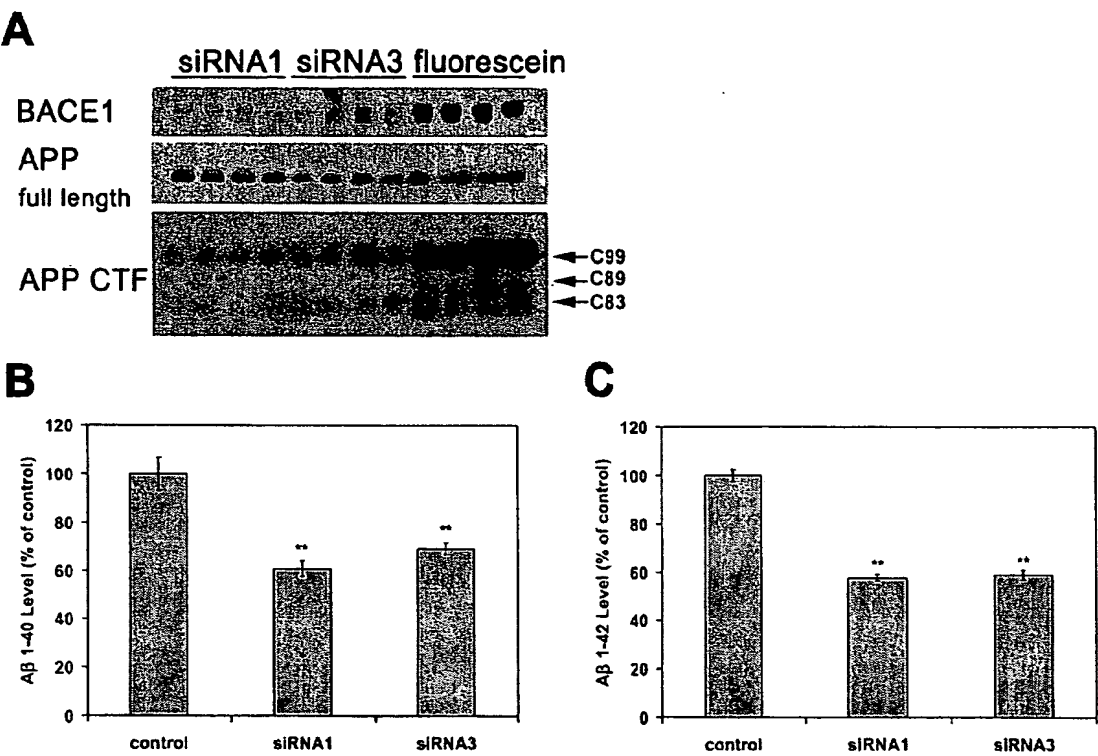 A
siRNA1 siRNA3 fluorescein
BACE1
APP
full length
APP CTF
C99
C89
C83
B
Aβ 1-40 Level (% of control)
120
100
80
60
40
20
0
**
**
control siRNA1 siRNA3
C
Aβ 1-42 Level (% of control)
120
100
80
60
40
20
0
**
**
control siRNA1 siRNA3